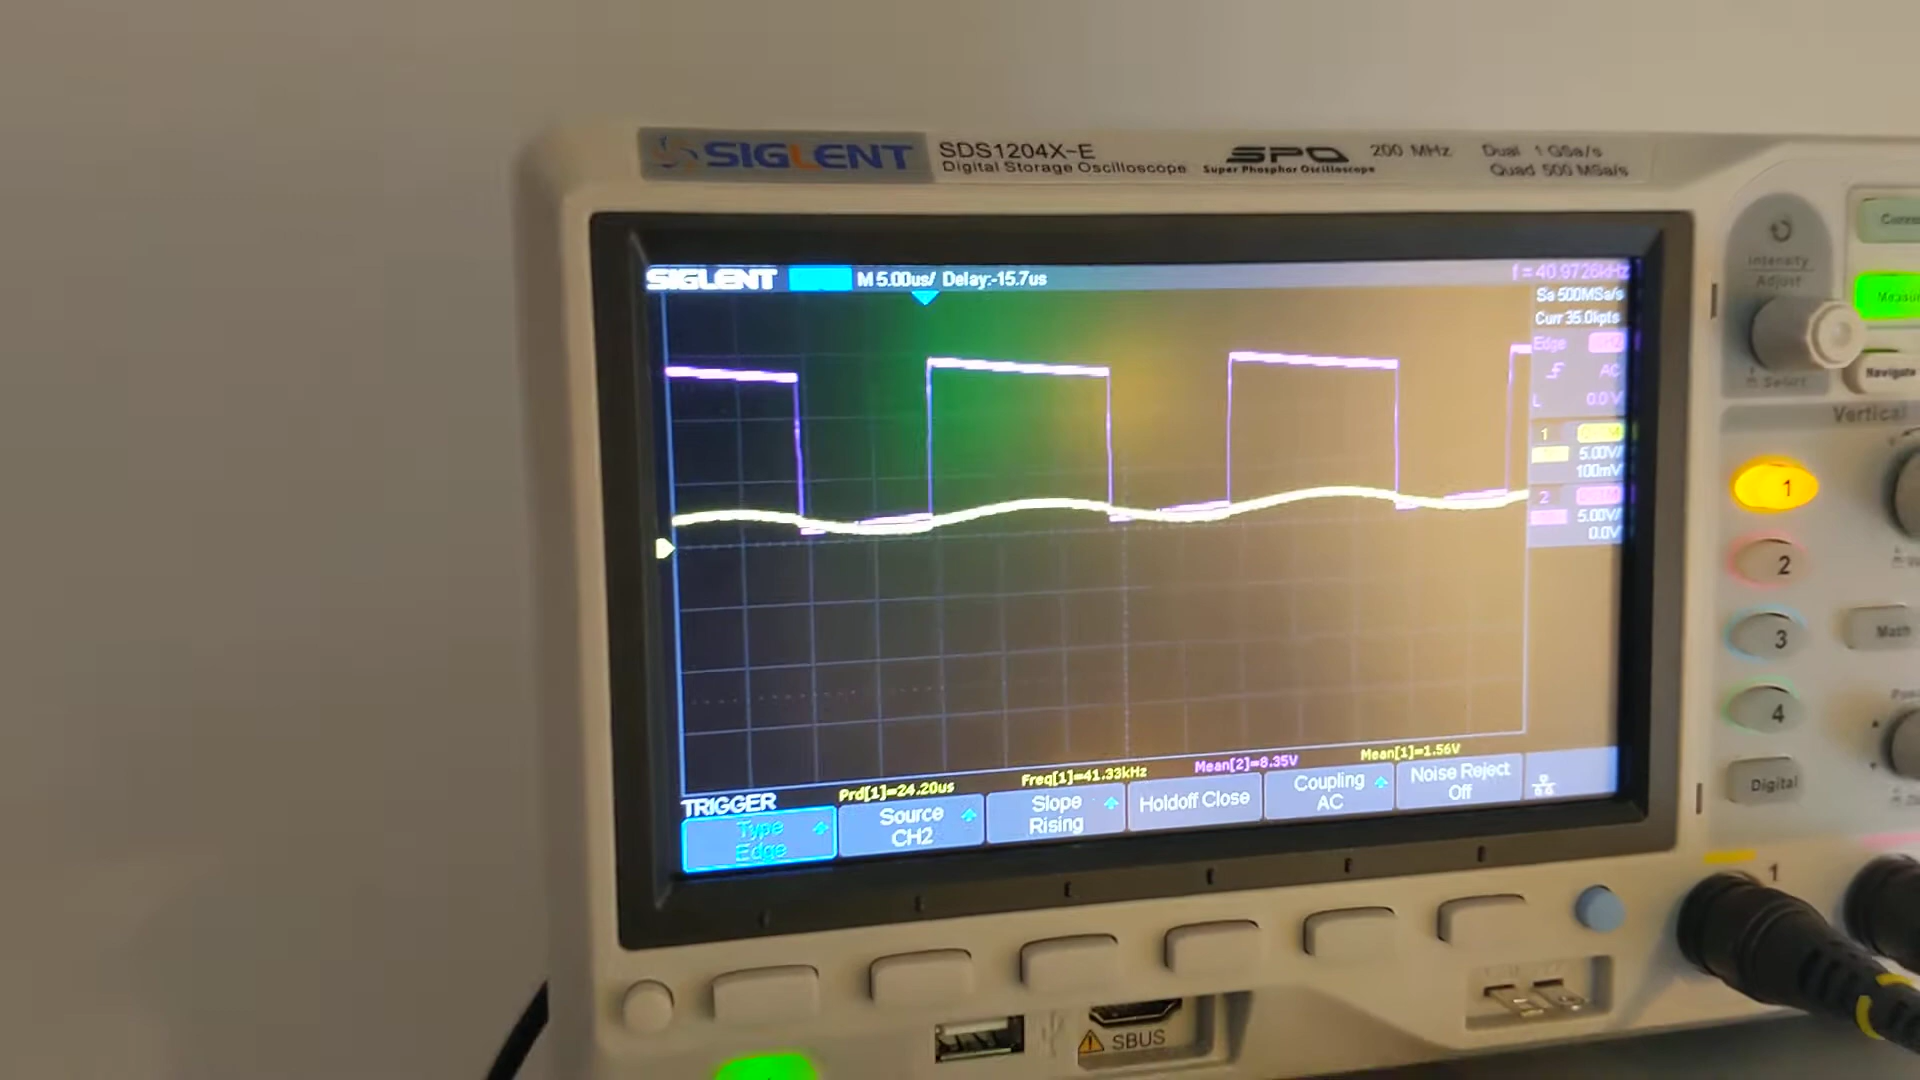 SIGLENT SDS1204X-E
Digital Storage Oscilloscope
SPO
Super Phosphor Oscilloscope
200 MHz
Dual 1 GSa/s
Quad 500 MSa/s
Intensity
Adjust
Select
Navigate
Vertical
SIGLENT M 5.00us/ Delay:-15.7us
f = 40.9726kHz
Sa 500MSa/s
Curr 35.0kpts
Edge
AC
L 0.0V
1
5.00V/
100mV
2
5.00V/
0.0V
Prd[1]=24.20us Freq[1]=41.33kHz Mean[2]=8.35V Mean[1]=1.56V
TRIGGER
Type
Edge
Source
CH2
Slope
Rising
Holdoff Close
Coupling
AC
Noise Reject
Off
1
2
3
4
Math
Digital
1
SBUS